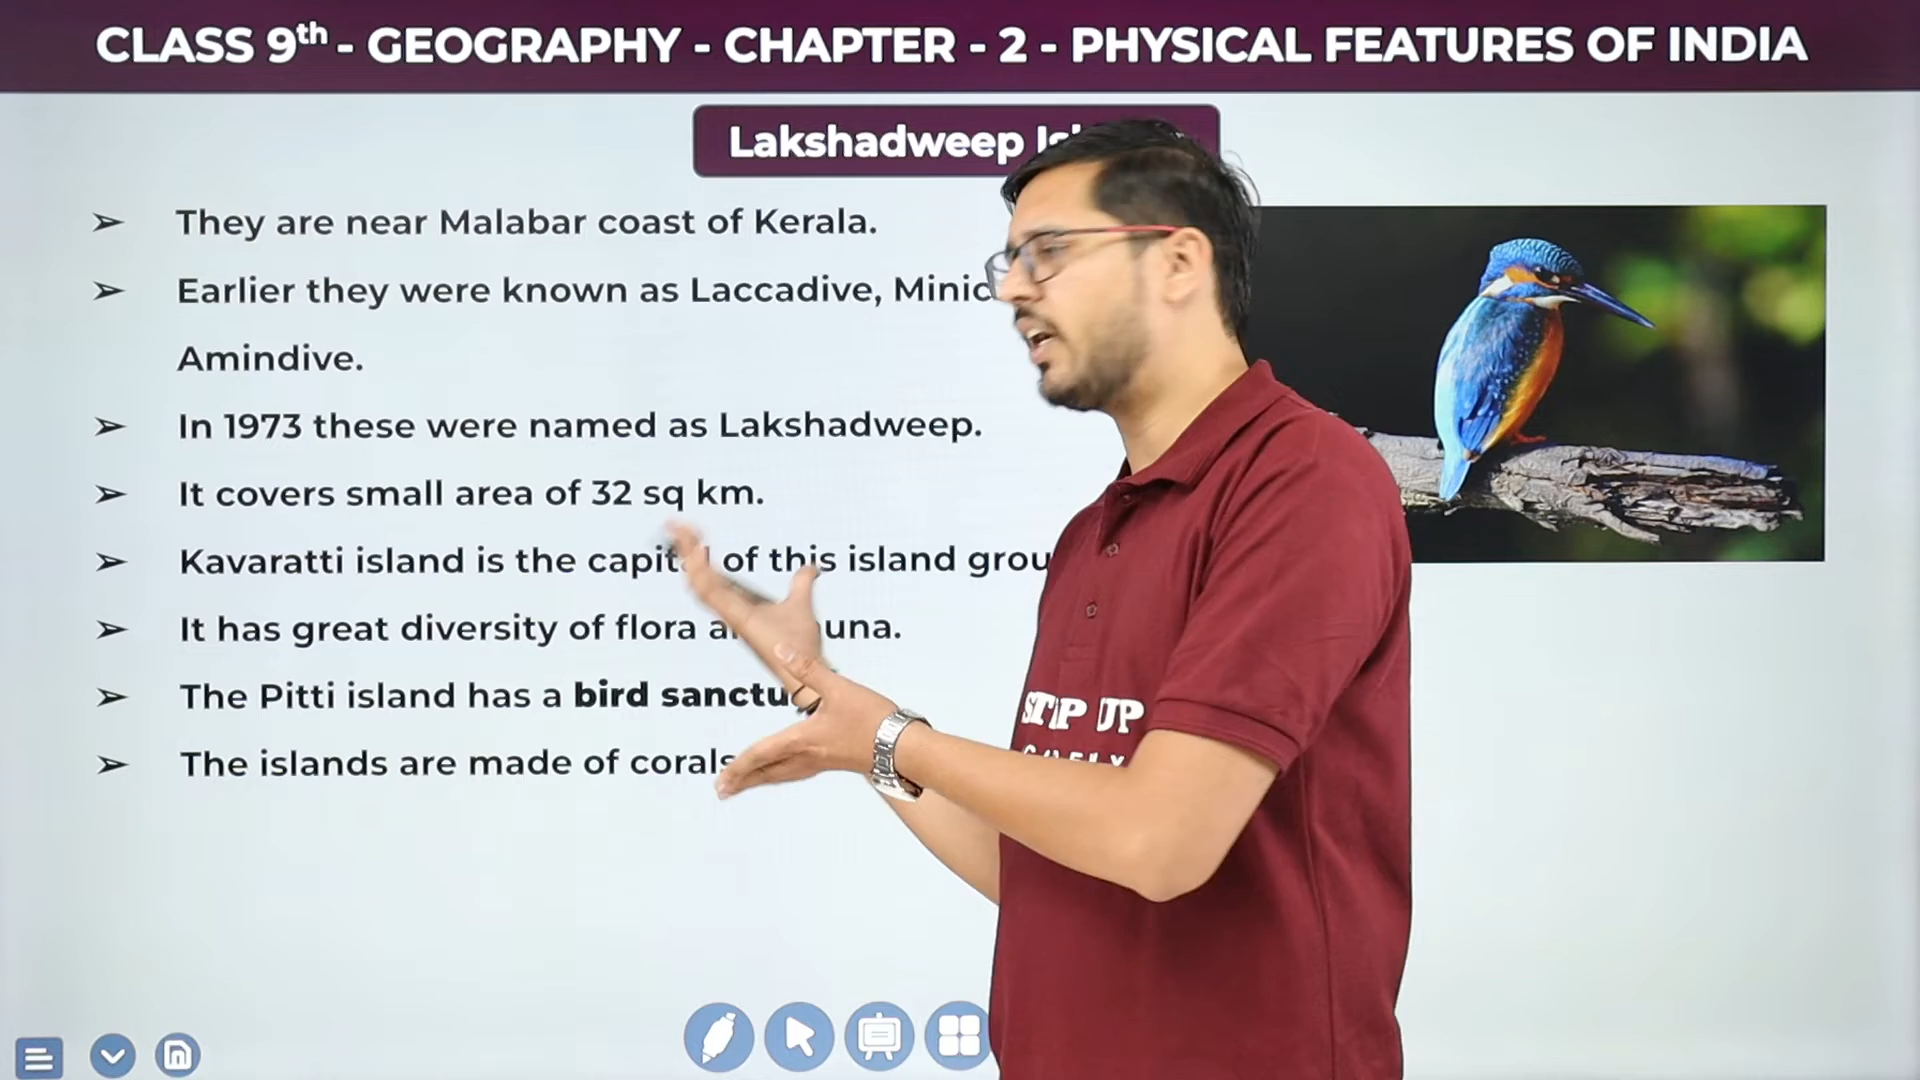 CLASS 9th - GEOGRAPHY - CHAPTER - 2 - PHYSICAL FEATURES OF INDIA
Lakshadweep
➢ They are near Malabar coast of Kerala.
➢ Earlier they were known as Laccadive,
Amindive.
➢ In 1973 these were named as Lakshadweep.
➢ It covers small area of 32 sq km.
➢ Kavaratti island is the of this island
➢ It has great diversity of flora
➢ The Pitti island has a bird
➢ The islands are made of corals
UP